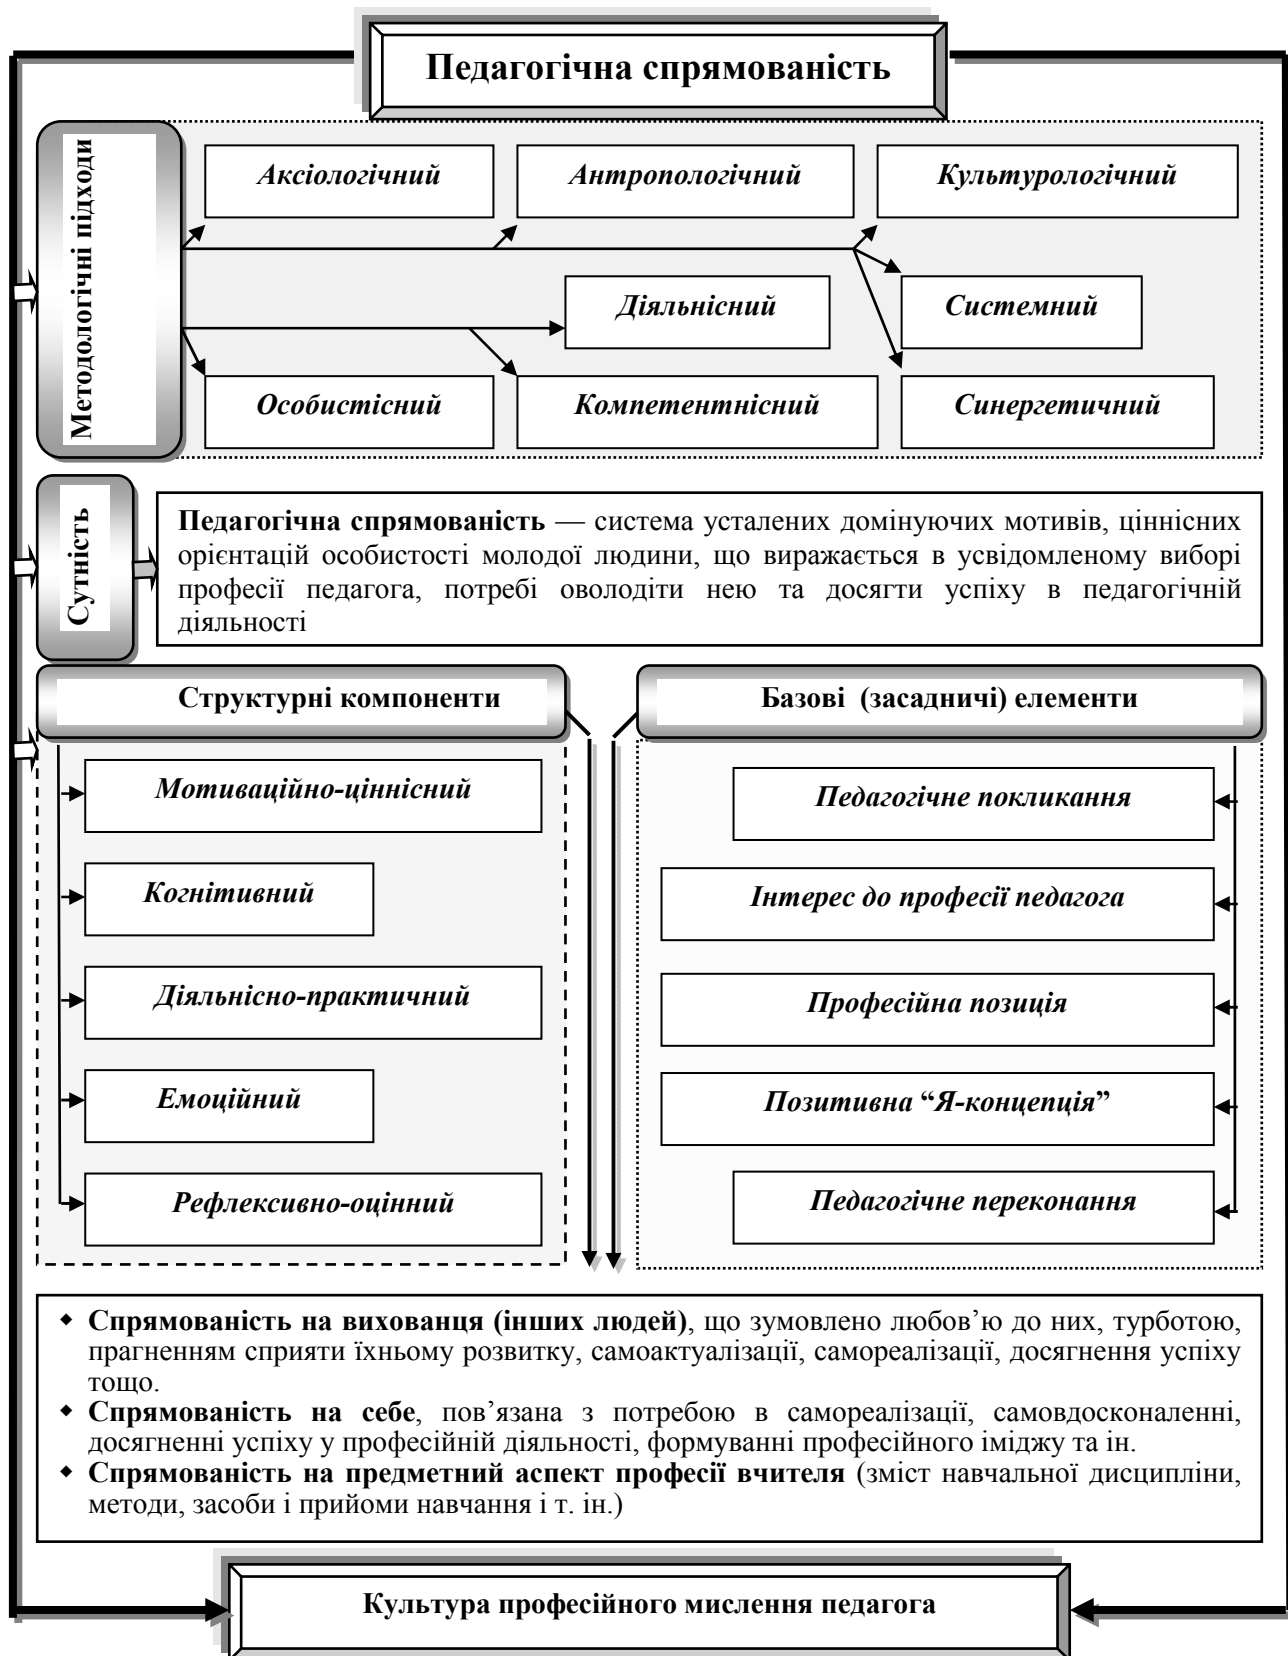 Педагогічна спрямованість
Методологічні підходи
Аксіологічний
Антропологічний
Культурологічний
Діяльнісний
Системний
Особистісний
Компетентнісний
Синергетичний
Сутність
Педагогічна спрямованість — система усталених домінуючих мотивів, ціннісних
орієнтацій особистості молодої людини, що виражається в усвідомленому виборі
професії педагога, потребі оволодіти нею та досягти успіху в педагогічній
діяльності
Структурні компоненти
Мотиваційно-ціннісний
Когнітивний
Діяльнісно-практичний
Емоційний
Рефлексивно-оцінний
Базові (засадничі) елементи
Педагогічне покликання
Інтерес до професії педагога
Професійна позиція
Позитивна “Я-концепція”
Педагогічне переконання
◆ Спрямованість на вихованця (інших людей), що зумовлено любов’ю до них, турботою,
прагненням сприяти їхньому розвитку, самоактуалізації, самореалізації, досягнення успіху
тощо.
◆ Спрямованість на себе, пов’язана з потребою в самореалізації, самовдосконаленні,
досягненні успіху у професійній діяльності, формуванні професійного іміджу та ін.
◆ Спрямованість на предметний аспект професії вчителя (зміст навчальної дисципліни,
методи, засоби і прийоми навчання і т. ін.)
Культура професійного мислення педагога